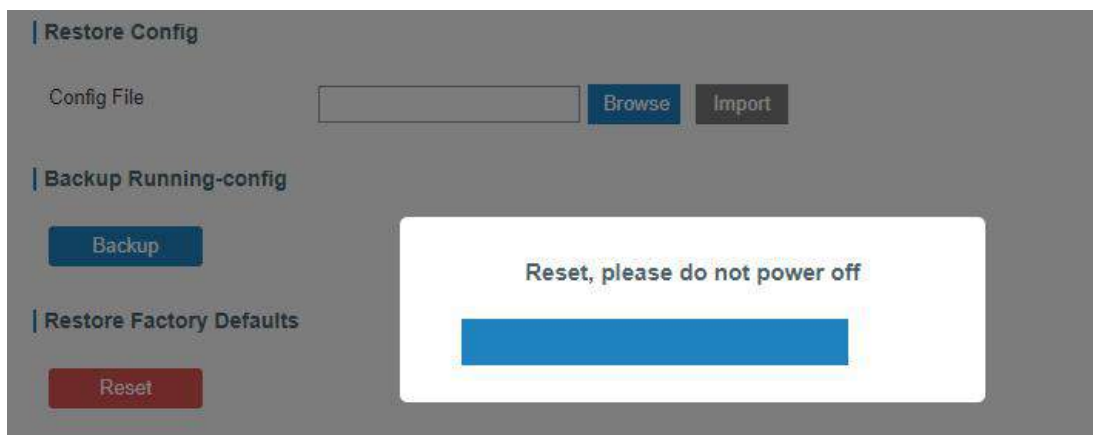 Restore Config
Config File
Browse
Import
Backup Running-config
Backup
Reset, please do not power off
Restore Factory Defaults
Reset